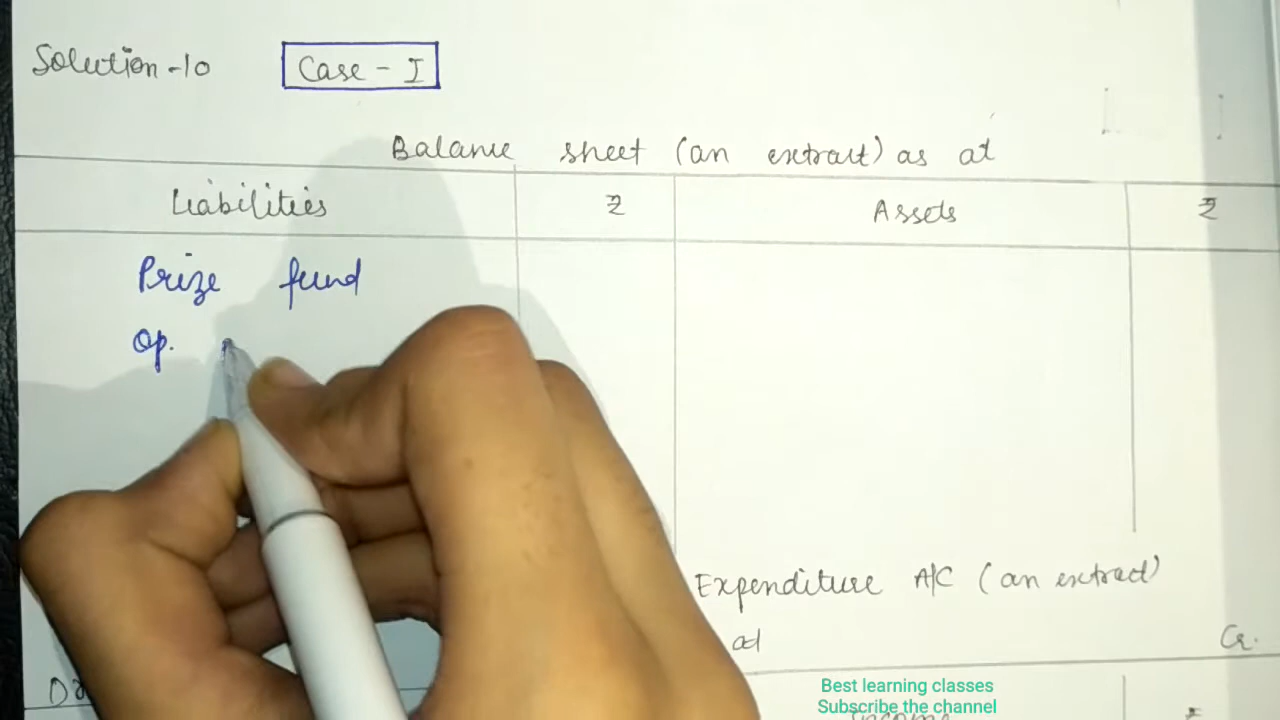 Solution-10 Case - I
Balance sheet (an extract) as at
Liabilities ₹ Assets ₹
Prize fund
Op.
Expenditure A/C (an extract)
Cr.
Best learning classes
Subscribe the channel
Income